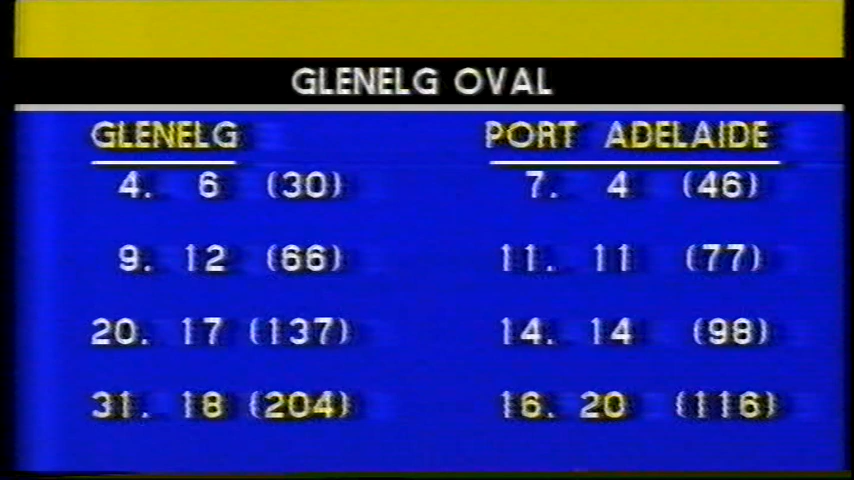 GLENELG OVAL
GLENELG PORT ADELAIDE
4. 6 (30) 7. 4 (46)
9. 12 (66) 11. 11 (77)
20. 17 (137) 14. 14 (98)
31. 18 (204) 16. 20 (116)